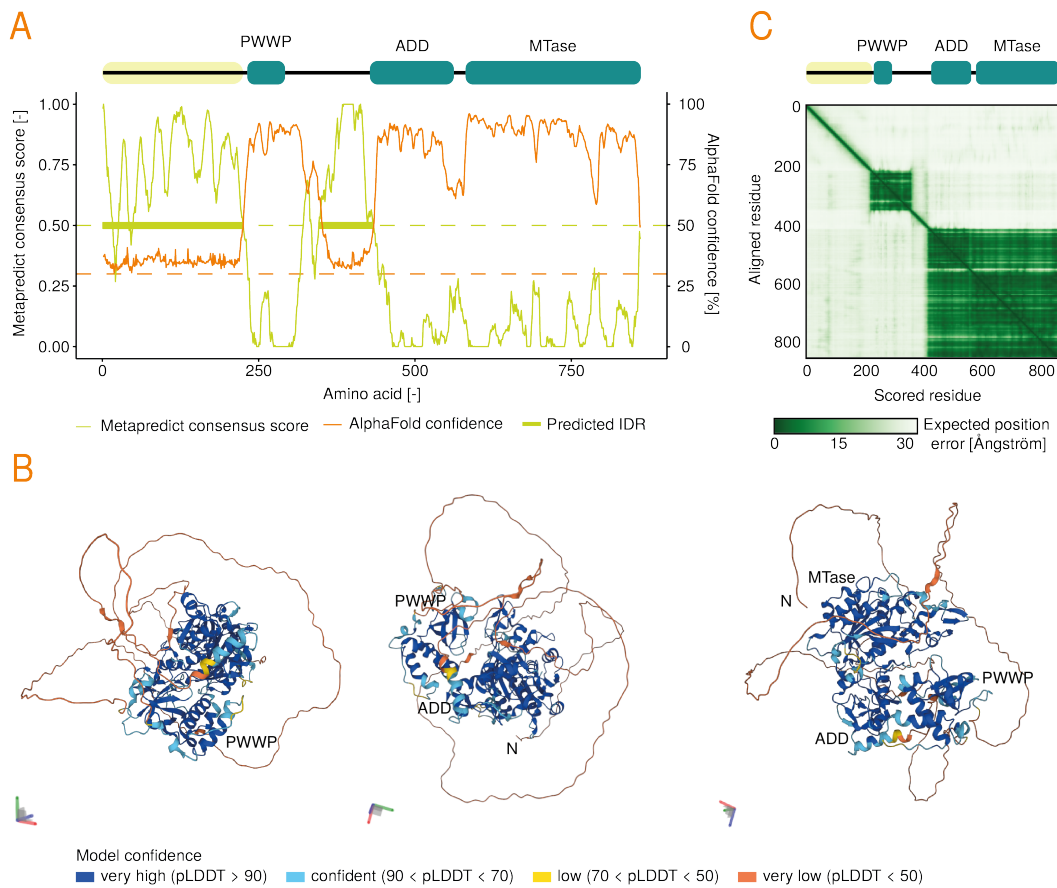 A
C
PWWP
ADD
MTase
PWWP
ADD
MTase
Metapredict consensus score [-]
1.00
0.75
0.50
0.25
0.00
100
75
50
25
0
AlphaFold confidence [%]
0
250
500
750
Amino acid [-]
Metapredict consensus score
AlphaFold confidence
Predicted IDR
Aligned residue
0
200
400
600
800
0
200
400
600
800
Scored residue
0
15
30
Expected position
error [Ångström]
B
PWWP
PWWP
ADD
N
MTase
N
PWWP
ADD
Model confidence
very high (pLDDT > 90)
confident (90 < pLDDT < 70)
low (70 < pLDDT < 50)
very low (pLDDT < 50)